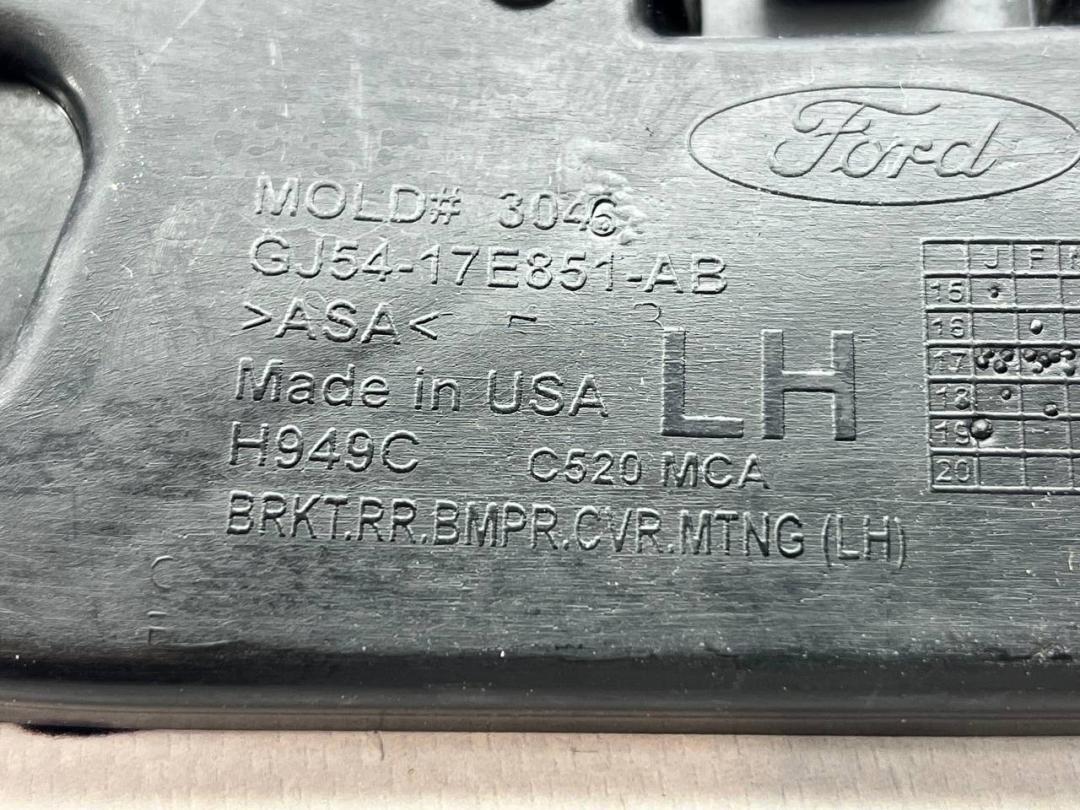 Ford
MOLD# 3046
GJ54-17E851-AB
>ASA< - 3
LH
Made in USA
H949C
C520 MCA
BRKT.RR.BMPR.CVR.MTNG (LH)
J F
15
16
17
18
19
20